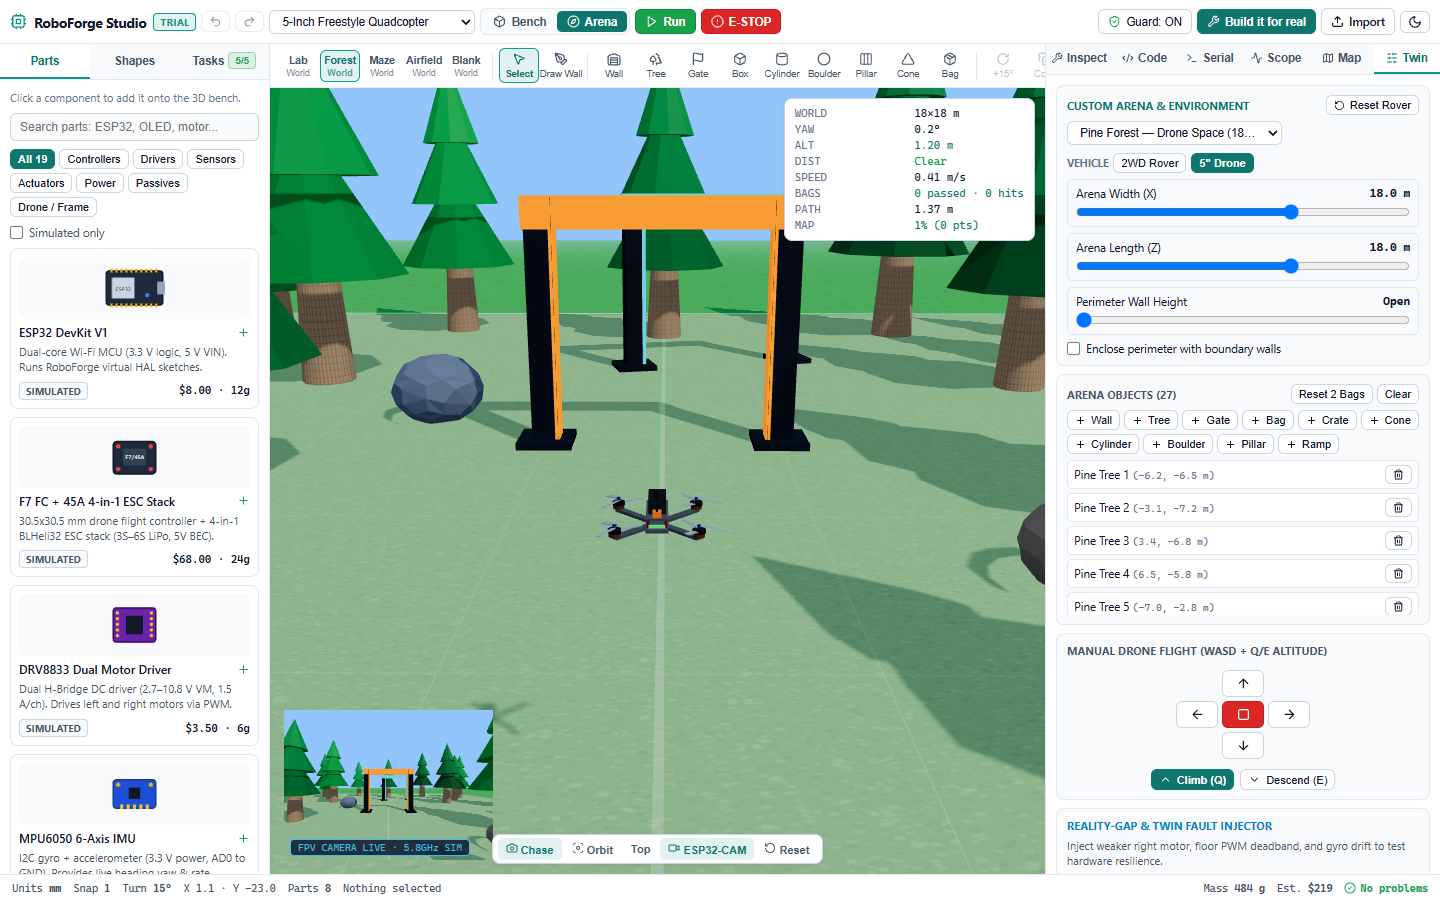 RoboForge Studio TRIAL 5-Inch Freestyle Quadcopter Bench Arena Run E-STOP Guard: ON Build it for real Import
Parts Shapes Tasks 5/5
Lab World Forest World Maze World Airfield World Blank World Select Draw Wall Wall Tree Gate Box Cylinder Boulder Pillar Cone Bag +15°
Inspect Code Serial Scope Map Twin
Click a component to add it onto the 3D bench.
Search parts: ESP32, OLED, motor...
All 19 Controllers Drivers Sensors
Actuators Power Passives
Drone / Frame
Simulated only
ESP32
ESP32 DevKit V1 +
Dual-core Wi-Fi MCU (3.3 V logic, 5 V VIN).
Runs RoboForge virtual HAL sketches.
SIMULATED $8.00 · 12g
F7/45A
F7 FC + 45A 4-in-1 ESC Stack +
30.5x30.5 mm drone flight controller + 4-in-1
BLHeli32 ESC stack (3S–6S LiPo, 5V BEC).
SIMULATED $68.00 · 24g
DRV8833 Dual Motor Driver +
Dual H-Bridge DC driver (2.7–10.8 V VM, 1.5
A/ch). Drives left and right motors via PWM.
SIMULATED $3.50 · 6g
MPU6050 6-Axis IMU +
I2C gyro + accelerometer (3.3 V power, AD0 to
GND). Provides live heading yaw & rate.
WORLD 18×18 m
YAW 0.2°
ALT 1.20 m
DIST Clear
SPEED 0.41 m/s
BAGS 0 passed · 0 hits
PATH 1.37 m
MAP 1% (0 pts)
FPV CAMERA LIVE · 5.8GHz SIM
Chase Orbit Top ESP32-CAM Reset
CUSTOM ARENA & ENVIRONMENT Reset Rover
Pine Forest — Drone Space (18...
VEHICLE 2WD Rover 5" Drone
Arena Width (X) 18.0 m
Arena Length (Z) 18.0 m
Perimeter Wall Height Open
Enclose perimeter with boundary walls
ARENA OBJECTS (27) Reset 2 Bags Clear
+ Wall + Tree + Gate + Bag + Crate + Cone
+ Cylinder + Boulder + Pillar + Ramp
Pine Tree 1 (-6.2, -6.5 m)
Pine Tree 2 (-3.1, -7.2 m)
Pine Tree 3 (3.4, -6.8 m)
Pine Tree 4 (6.5, -5.8 m)
Pine Tree 5 (-7.0, -2.8 m)
MANUAL DRONE FLIGHT (WASD + Q/E ALTITUDE)
Climb (Q) Descend (E)
REALITY-GAP & TWIN FAULT INJECTOR
Inject weaker right motor, floor PWM deadband, and gyro drift to test
hardware resilience.
Units mm Snap 1 Turn 15° X 1.1 · Y -23.0 Parts 8 Nothing selected Mass 484 g Est. $219 No problems